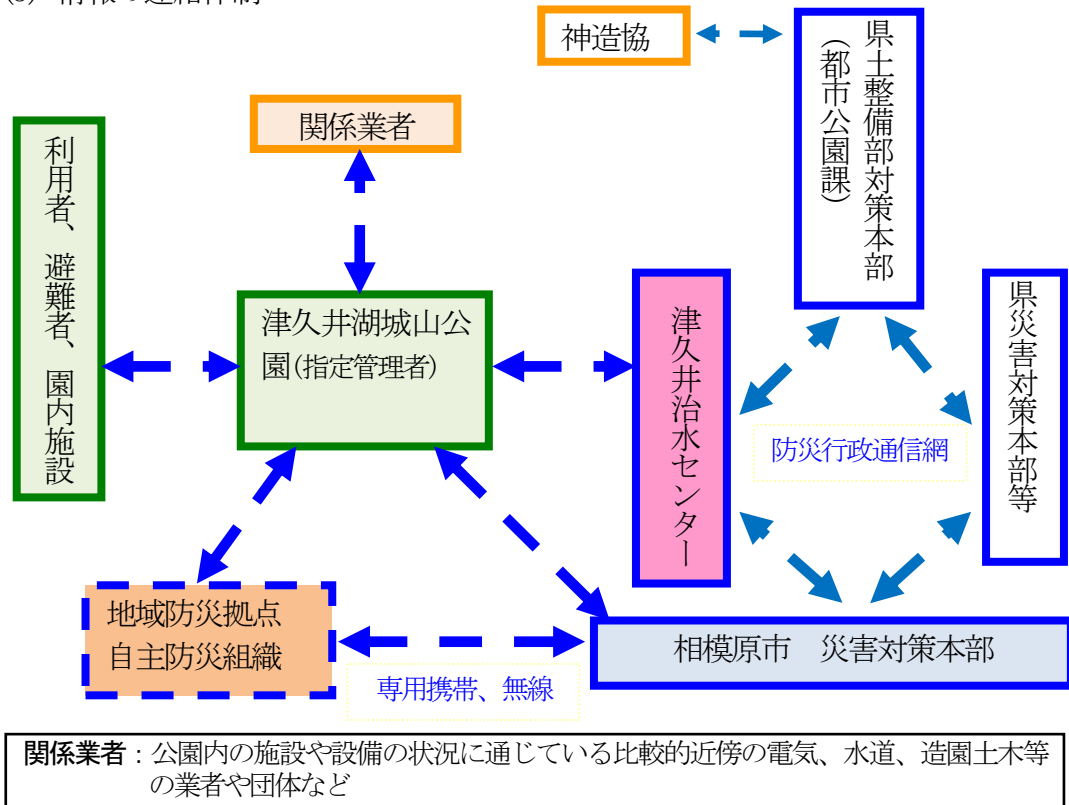 神造協
県土整備部対策本部
（都市公園課）
関係業者
利用者、避難者、園内施設
津久井湖城山公
園(指定管理者)
津久井治水センター
県災害対策本部等
防災行政通信網
地域防災拠点
自主防災組織
相模原市　災害対策本部
専用携帯、無線
関係業者：公園内の施設や設備の状況に通じている比較的近傍の電気、水道、造園土木等
の業者や団体など